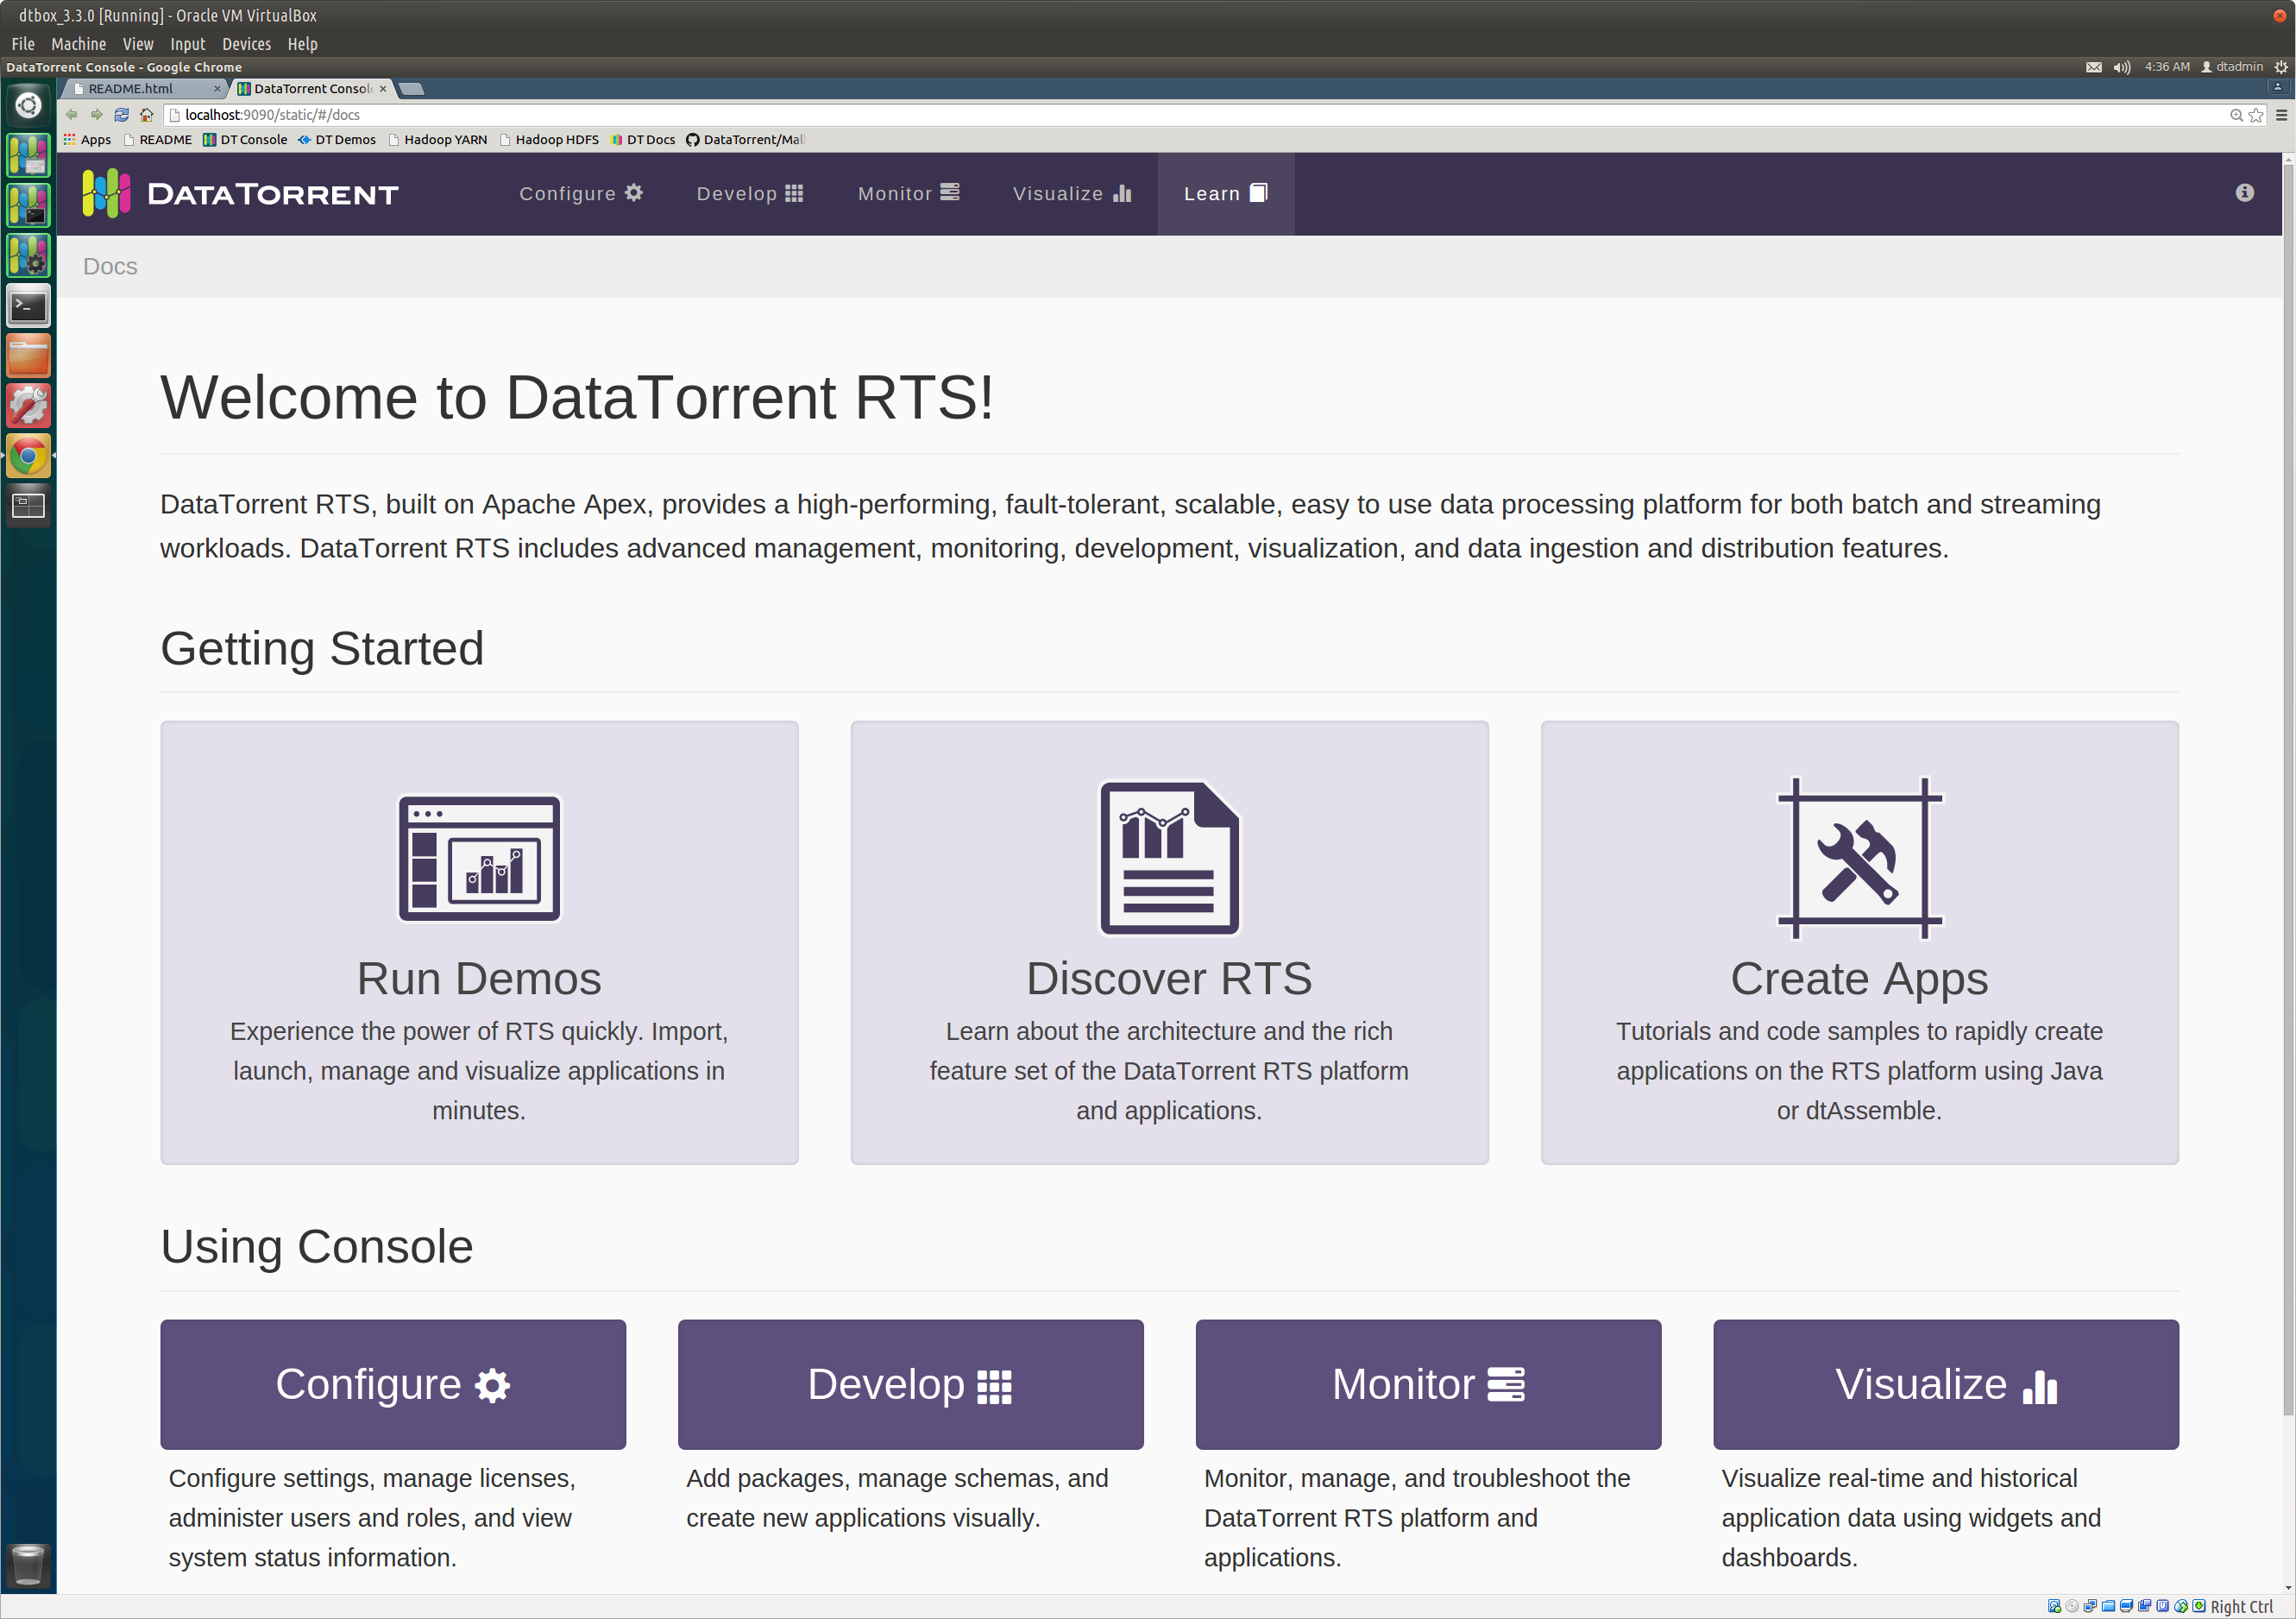 dtbox_3.3.0 [Running] - Oracle VM VirtualBox
File Machine View Input Devices Help
DataTorrent Console - Google Chrome
4:36 AM dtadmin
README.html
DataTorrent Consol
localhost:9090/static/#/docs
Apps README DT Console DT Demos Hadoop YARN Hadoop HDFS DT Docs DataTorrent/Mal
DATATORRENT
Configure Develop Monitor Visualize Learn
Docs
Welcome to DataTorrent RTS!
DataTorrent RTS, built on Apache Apex, provides a high-performing, fault-tolerant, scalable, easy to use data processing platform for both batch and streaming
workloads. DataTorrent RTS includes advanced management, monitoring, development, visualization, and data ingestion and distribution features.
Getting Started
Run Demos
Experience the power of RTS quickly. Import,
launch, manage and visualize applications in
minutes.
Discover RTS
Learn about the architecture and the rich
feature set of the DataTorrent RTS platform
and applications.
Create Apps
Tutorials and code samples to rapidly create
applications on the RTS platform using Java
or dtAssemble.
Using Console
Configure
Configure settings, manage licenses,
administer users and roles, and view
system status information.
Develop
Add packages, manage schemas, and
create new applications visually.
Monitor
Monitor, manage, and troubleshoot the
DataTorrent RTS platform and
applications.
Visualize
Visualize real-time and historical
application data using widgets and
dashboards.
Right Ctrl